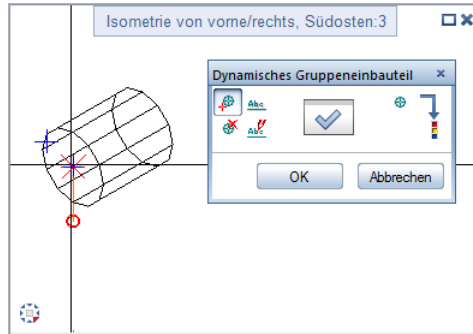 Isometrie von vorne/rechts, Südosten:3
Dynamisches Gruppeneinbauteil
Abc
Abc
OK
Abbrechen